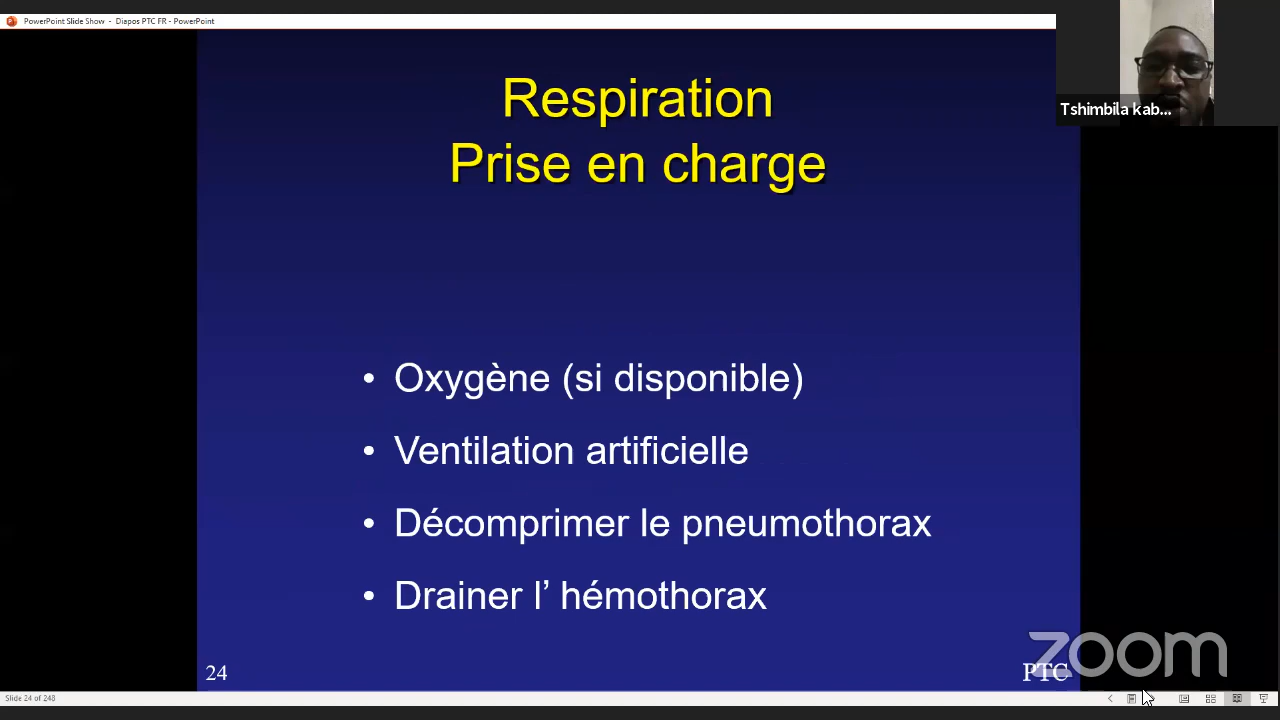 PowerPoint Slide Show - Diapos PTC FR - PowerPoint
Tshimbila kab...
Respiration
Prise en charge
• Oxygène (si disponible)
• Ventilation artificielle
• Décomprimer le pneumothorax
• Drainer l’ hémothorax
zoom
24
PTC
Slide 24 of 248